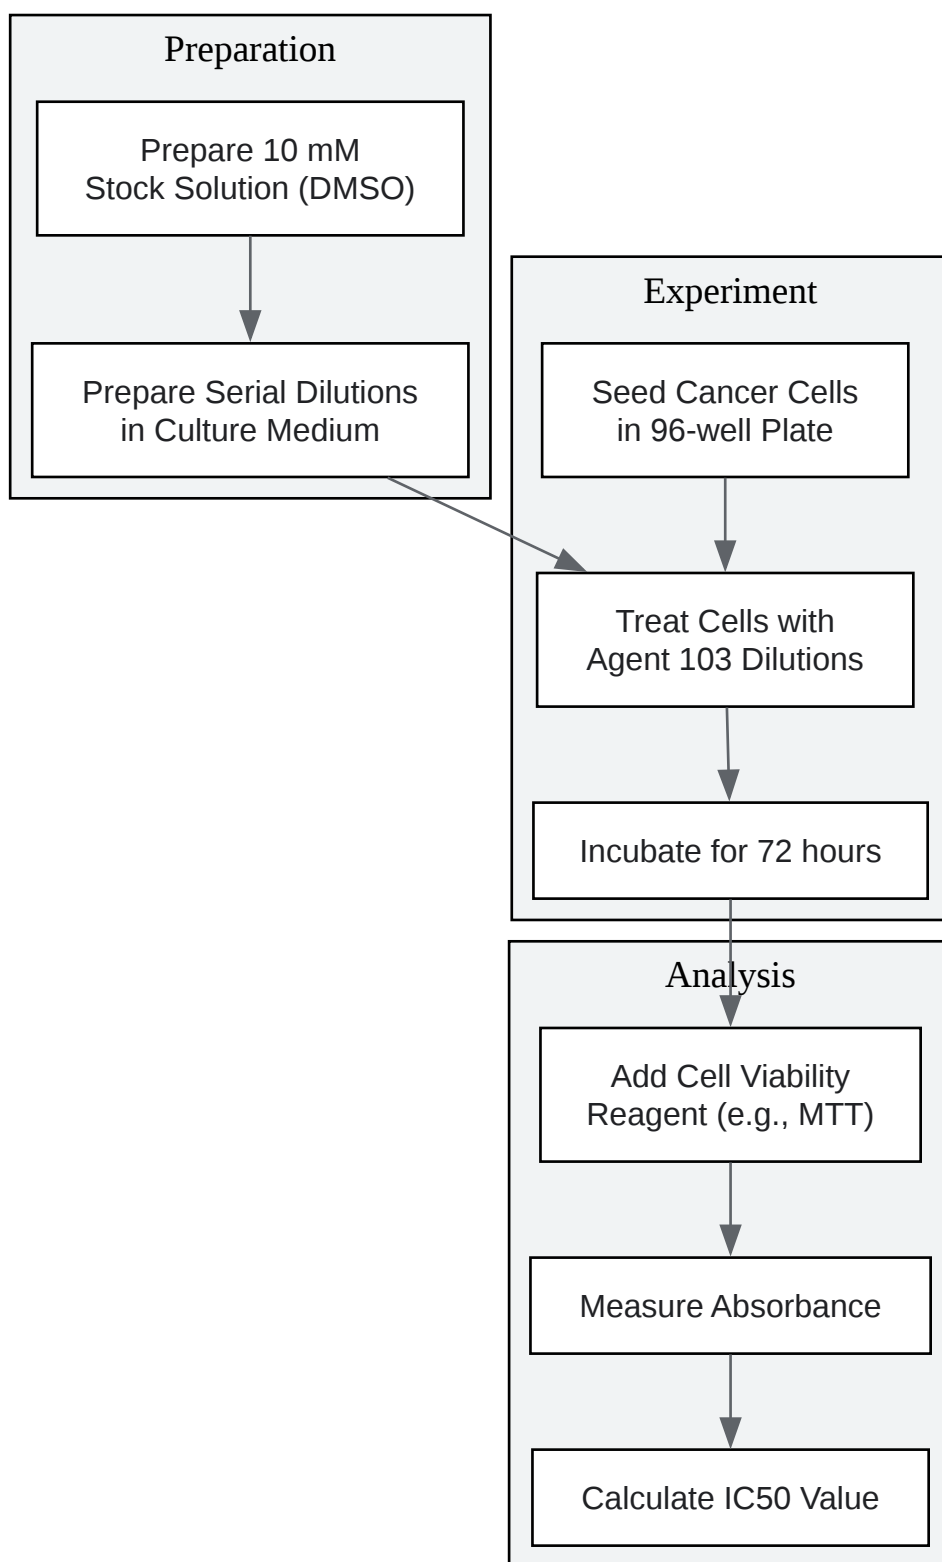 Preparation
Prepare 10 mM
Stock Solution (DMSO)
Prepare Serial Dilutions
in Culture Medium
Experiment
Seed Cancer Cells
in 96-well Plate
Treat Cells with
Agent 103 Dilutions
Incubate for 72 hours
Analysis
Add Cell Viability
Reagent (e.g., MTT)
Measure Absorbance
Calculate IC50 Value